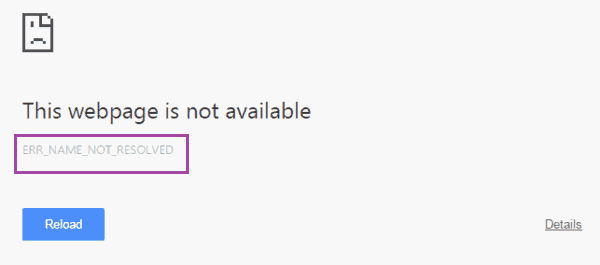 This webpage is not available
ERR_NAME_NOT_RESOLVED
Reload
Details